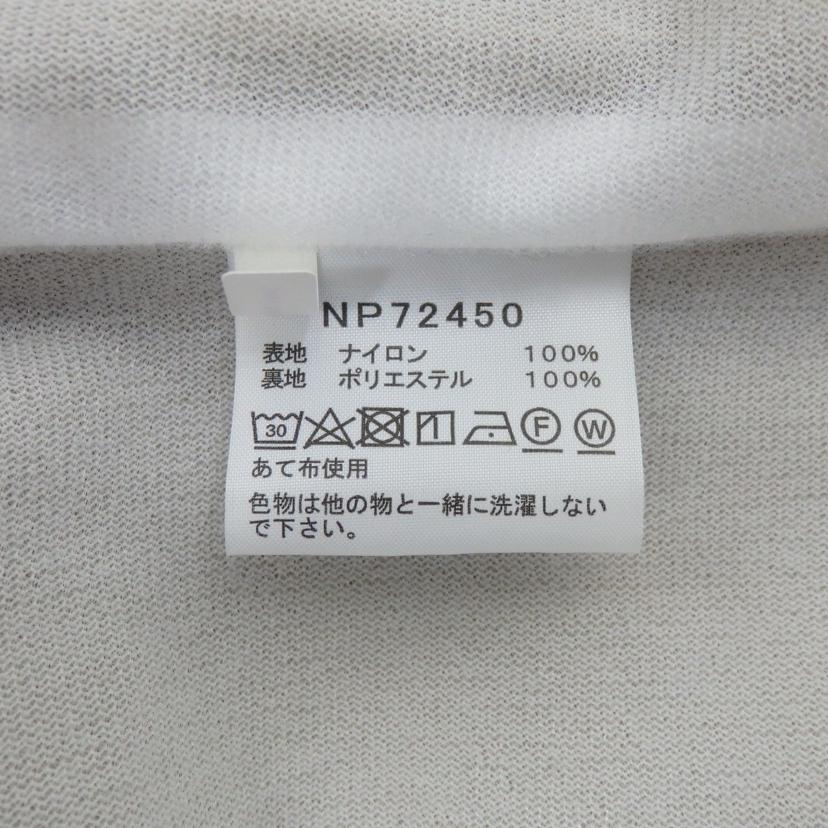 NP72450
表地 ナイロン 100%
裏地 ポリエステル 100%
30 F W
あて布使用
色物は他の物と一緒に洗濯しない
で下さい。